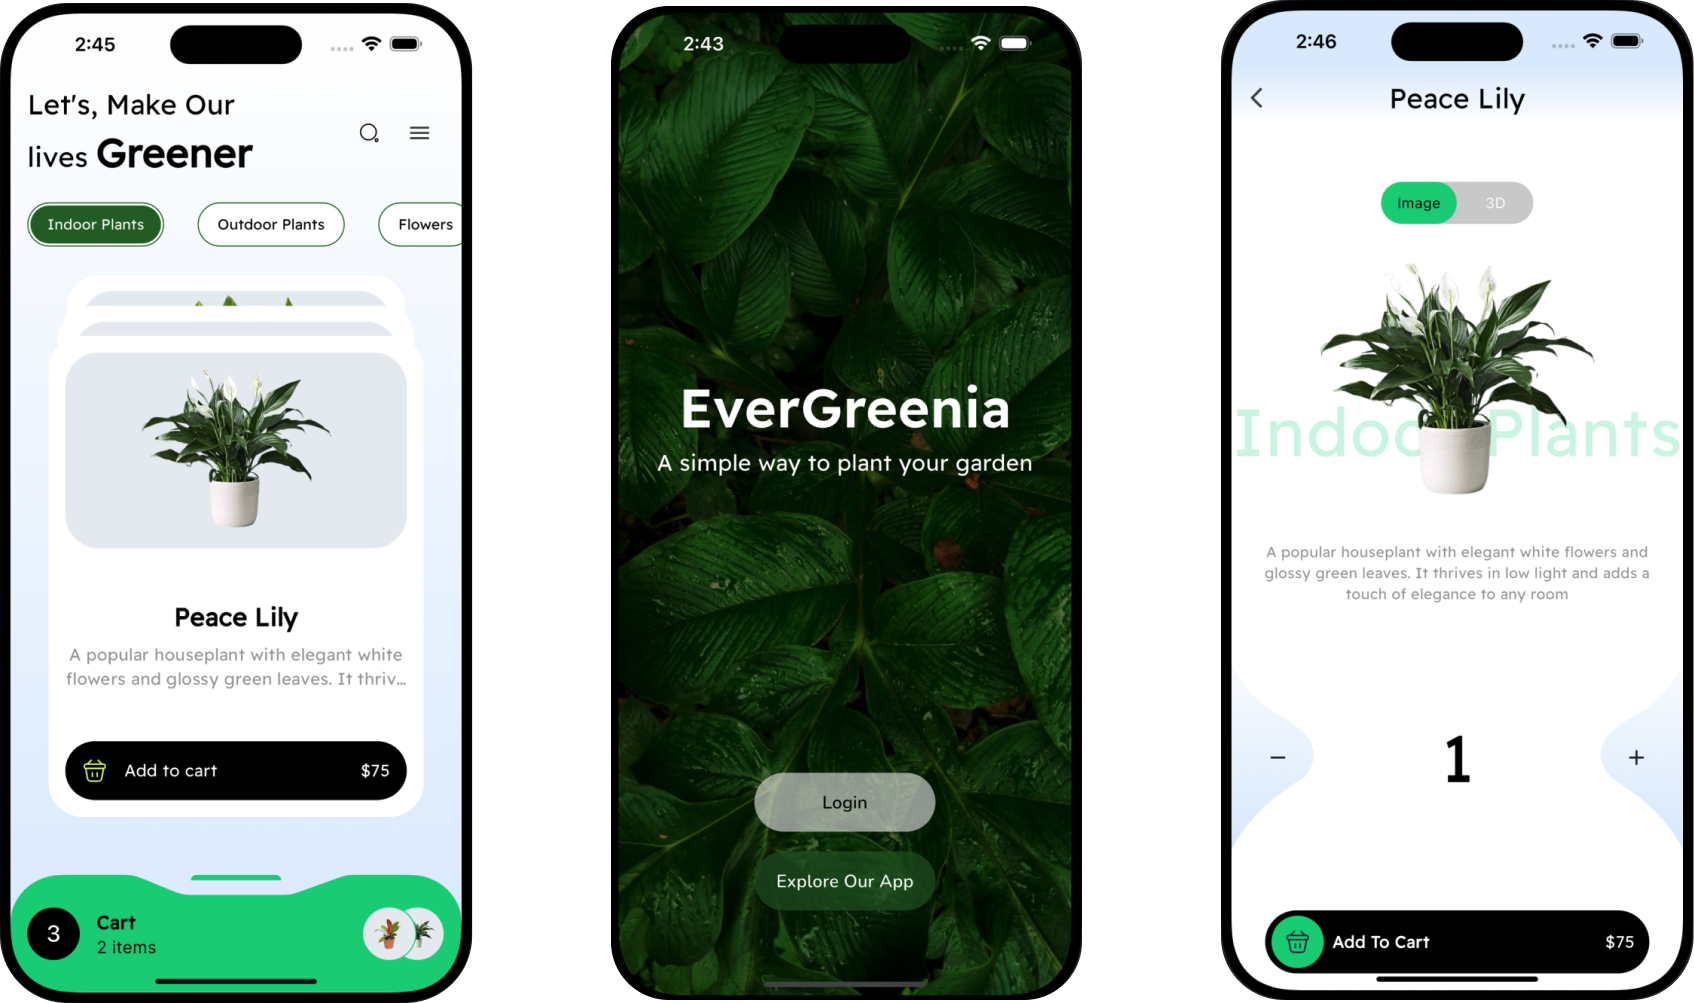 2:45
Let's, Make Our
lives Greener
Indoor Plants
Outdoor Plants
Flowers
Peace Lily
A popular houseplant with elegant white
flowers and glossy green leaves. It thriv...
Add to cart
$75
3
Cart
2 items
2:43
EverGreenia
A simple way to plant your garden
Login
Explore Our App
2:46
Peace Lily
Image
3D
Indoo Plants
A popular houseplant with elegant white flowers and
glossy green leaves. It thrives in low light and adds a
touch of elegance to any room
−
1
+
Add To Cart
$75